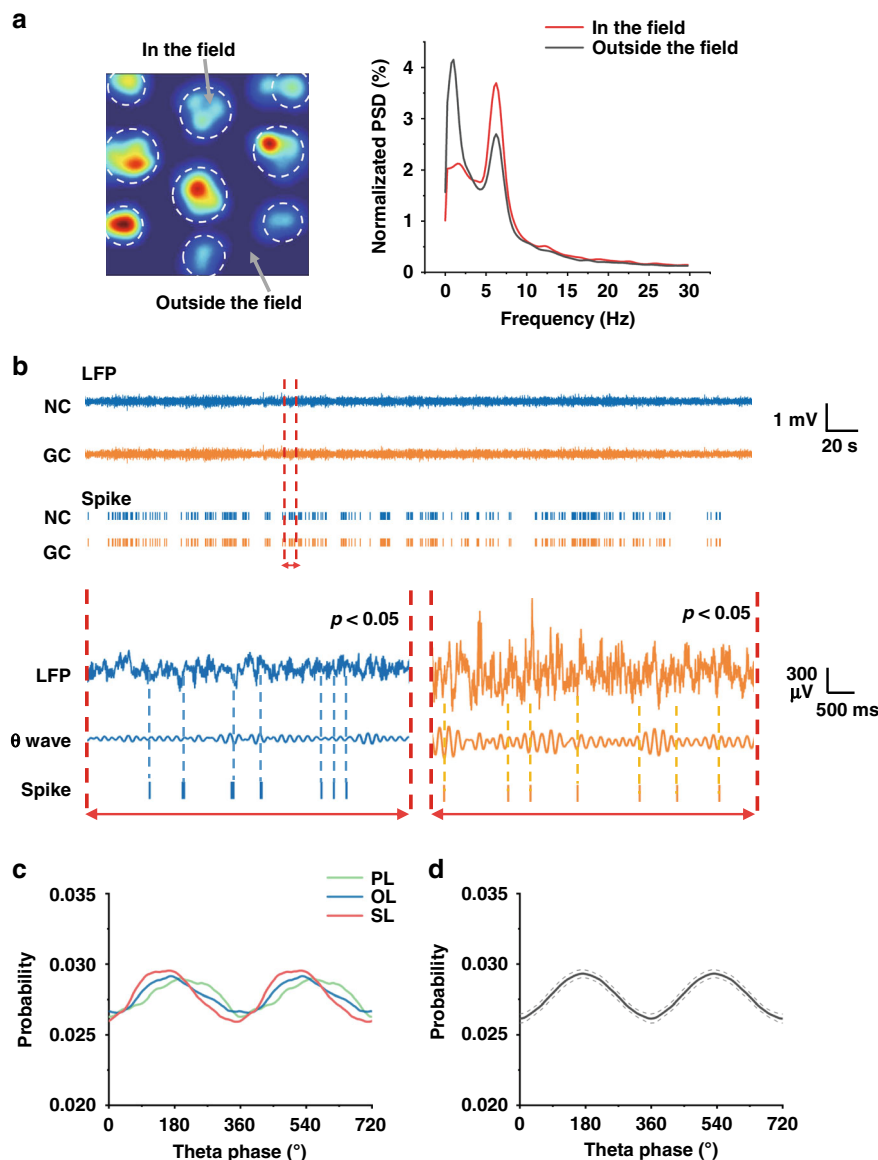 a
In the field
Outside the field
In the field
Outside the field
Normalizated PSD (%)
4
3
2
1
0
0 5 10 15 20 25 30
Frequency (Hz)
b
LFP
NC
GC
1 mV
20 s
Spike
NC
GC
p < 0.05
p < 0.05
LFP
300
μV
500 ms
θ wave
Spike
c
PL
OL
SL
Probability
0.035
0.030
0.025
0.020
0 180 360 540 720
Theta phase (°)
d
Probability
0.035
0.030
0.025
0.020
0 180 360 540 720
Theta phase (°)